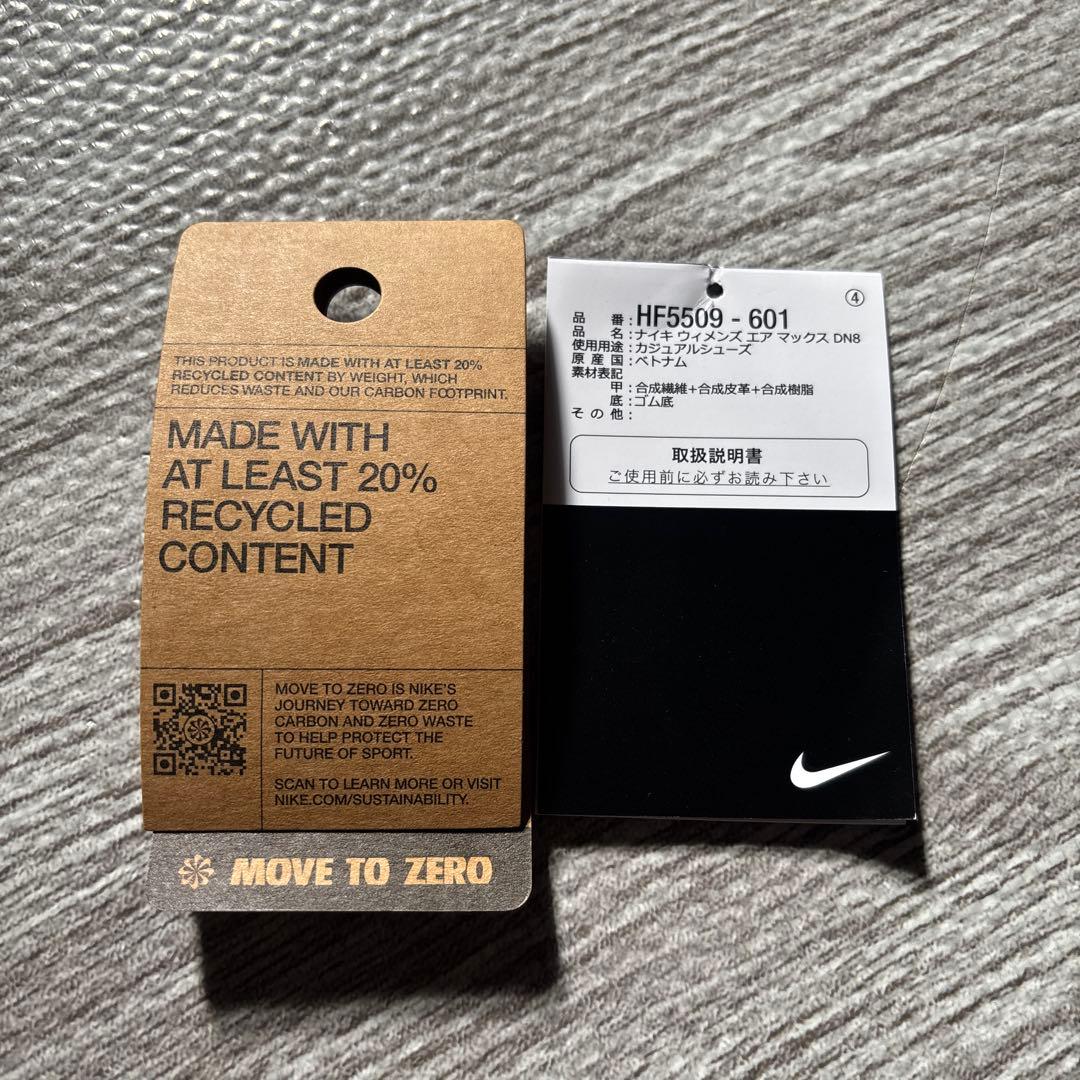 THIS PRODUCT IS MADE WITH AT LEAST 20%
RECYCLED CONTENT BY WEIGHT, WHICH
REDUCES WASTE AND OUR CARBON FOOTPRINT.
MADE WITH
AT LEAST 20%
RECYCLED
CONTENT
MOVE TO ZERO IS NIKE'S
JOURNEY TOWARD ZERO
CARBON AND ZERO WASTE
TO HELP PROTECT THE
FUTURE OF SPORT.
SCAN TO LEARN MORE OR VISIT
NIKE.COM/SUSTAINABILITY.
MOVE TO ZERO
④
品 番:HF5509 - 601
品 名:ナイキ ウィメンズ エア マックス DN8
使用用途:カジュアルシューズ
原 産 国:ベトナム
素材表記
甲:合成繊維+合成皮革+合成樹脂
底:ゴム底
そ の 他:
取扱説明書
ご使用前に必ずお読み下さい